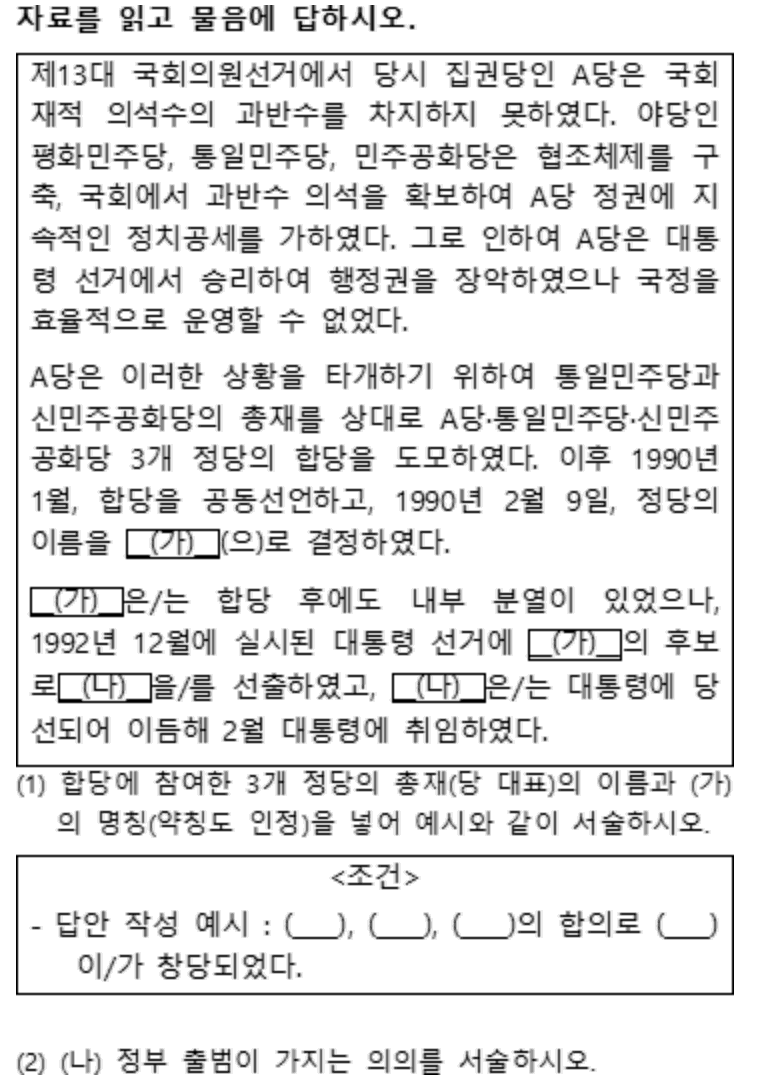 자료를 읽고 물음에 답하시오.
제13대 국회의원선거에서 당시 집권당인 A당은 국회
재적 의석수의 과반수를 차지하지 못하였다. 야당인
평화민주당, 통일민주당, 민주공화당은 협조체제를 구
축, 국회에서 과반수 의석을 확보하여 A당 정권에 지
속적인 정치공세를 가하였다. 그로 인하여 A당은 대통
령 선거에서 승리하여 행정권을 장악하였으나 국정을
효율적으로 운영할 수 없었다.
A당은 이러한 상황을 타개하기 위하여 통일민주당과
신민주공화당의 총재를 상대로 A당·통일민주당·신민주
공화당 3개 정당의 합당을 도모하였다. 이후 1990년
1월, 합당을 공동선언하고, 1990년 2월 9일, 정당의
이름을 (가) (으)로 결정하였다.
(가) 은/는 합당 후에도 내부 분열이 있었으나,
1992년 12월에 실시된 대통령 선거에 (가) 의 후보
로 (나) 을/를 선출하였고, (나) 은/는 대통령에 당
선되어 이듬해 2월 대통령에 취임하였다.
(1) 합당에 참여한 3개 정당의 총재(당 대표)의 이름과 (가)
의 명칭(약칭도 인정)을 넣어 예시와 같이 서술하시오.
<조건>
- 답안 작성 예시 : (___), (___), (___)의 합의로 (___)
이/가 창당되었다.
(2) (나) 정부 출범이 가지는 의의를 서술하시오.